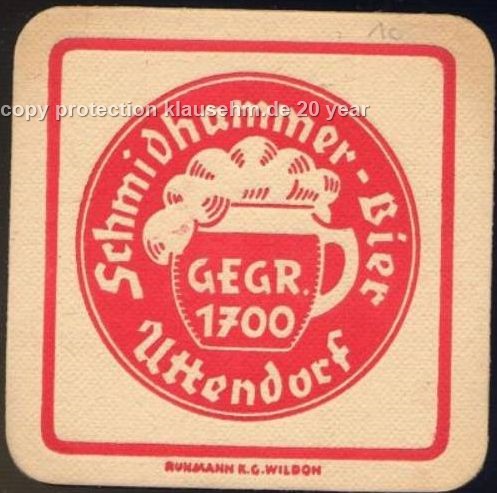 10
copy protection klausehm.de 20 year
Schmidhammer-Bier
GEGR.
1700
Uttendorf
RUHMANN K.G. WILDON